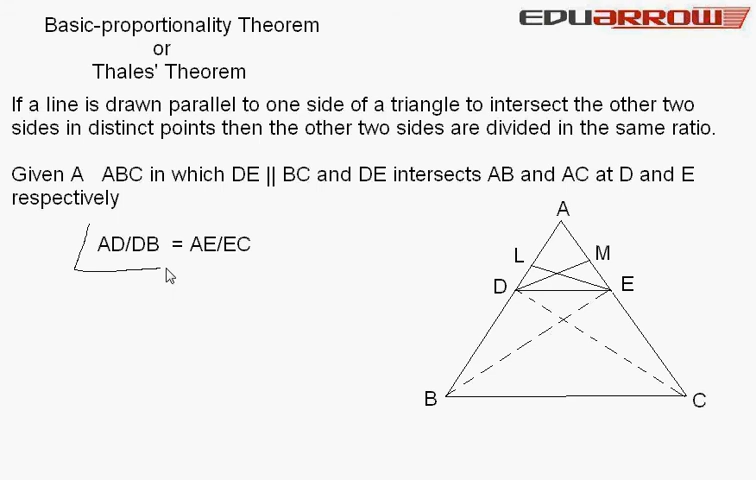 Basic-proportionality Theorem
EDUARROW
or
Thales' Theorem
If a line is drawn parallel to one side of a triangle to intersect the other two
sides in distinct points then the other two sides are divided in the same ratio.
Given A ABC in which DE || BC and DE intersects AB and AC at D and E
respectively
AD/DB = AE/EC
A
L
M
D
E
B
C